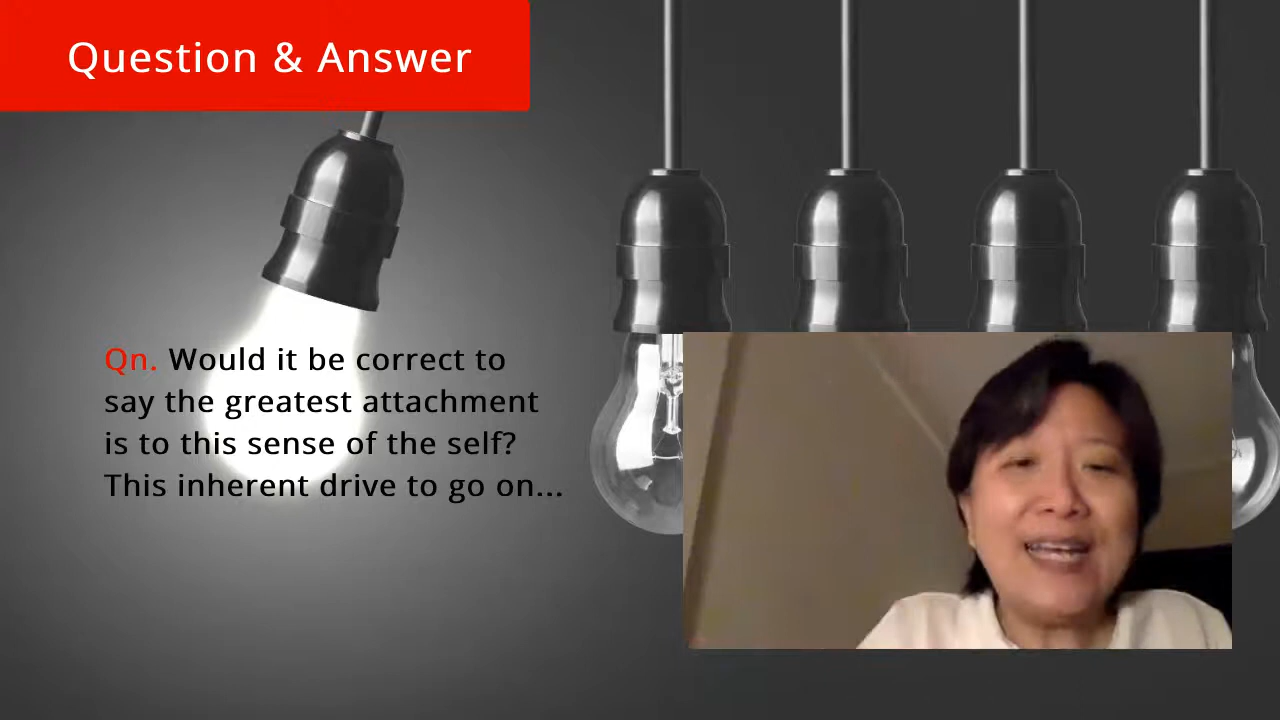 Question & Answer
Qn. Would it be correct to
say the greatest attachment
is to this sense of the self?
This inherent drive to go on...